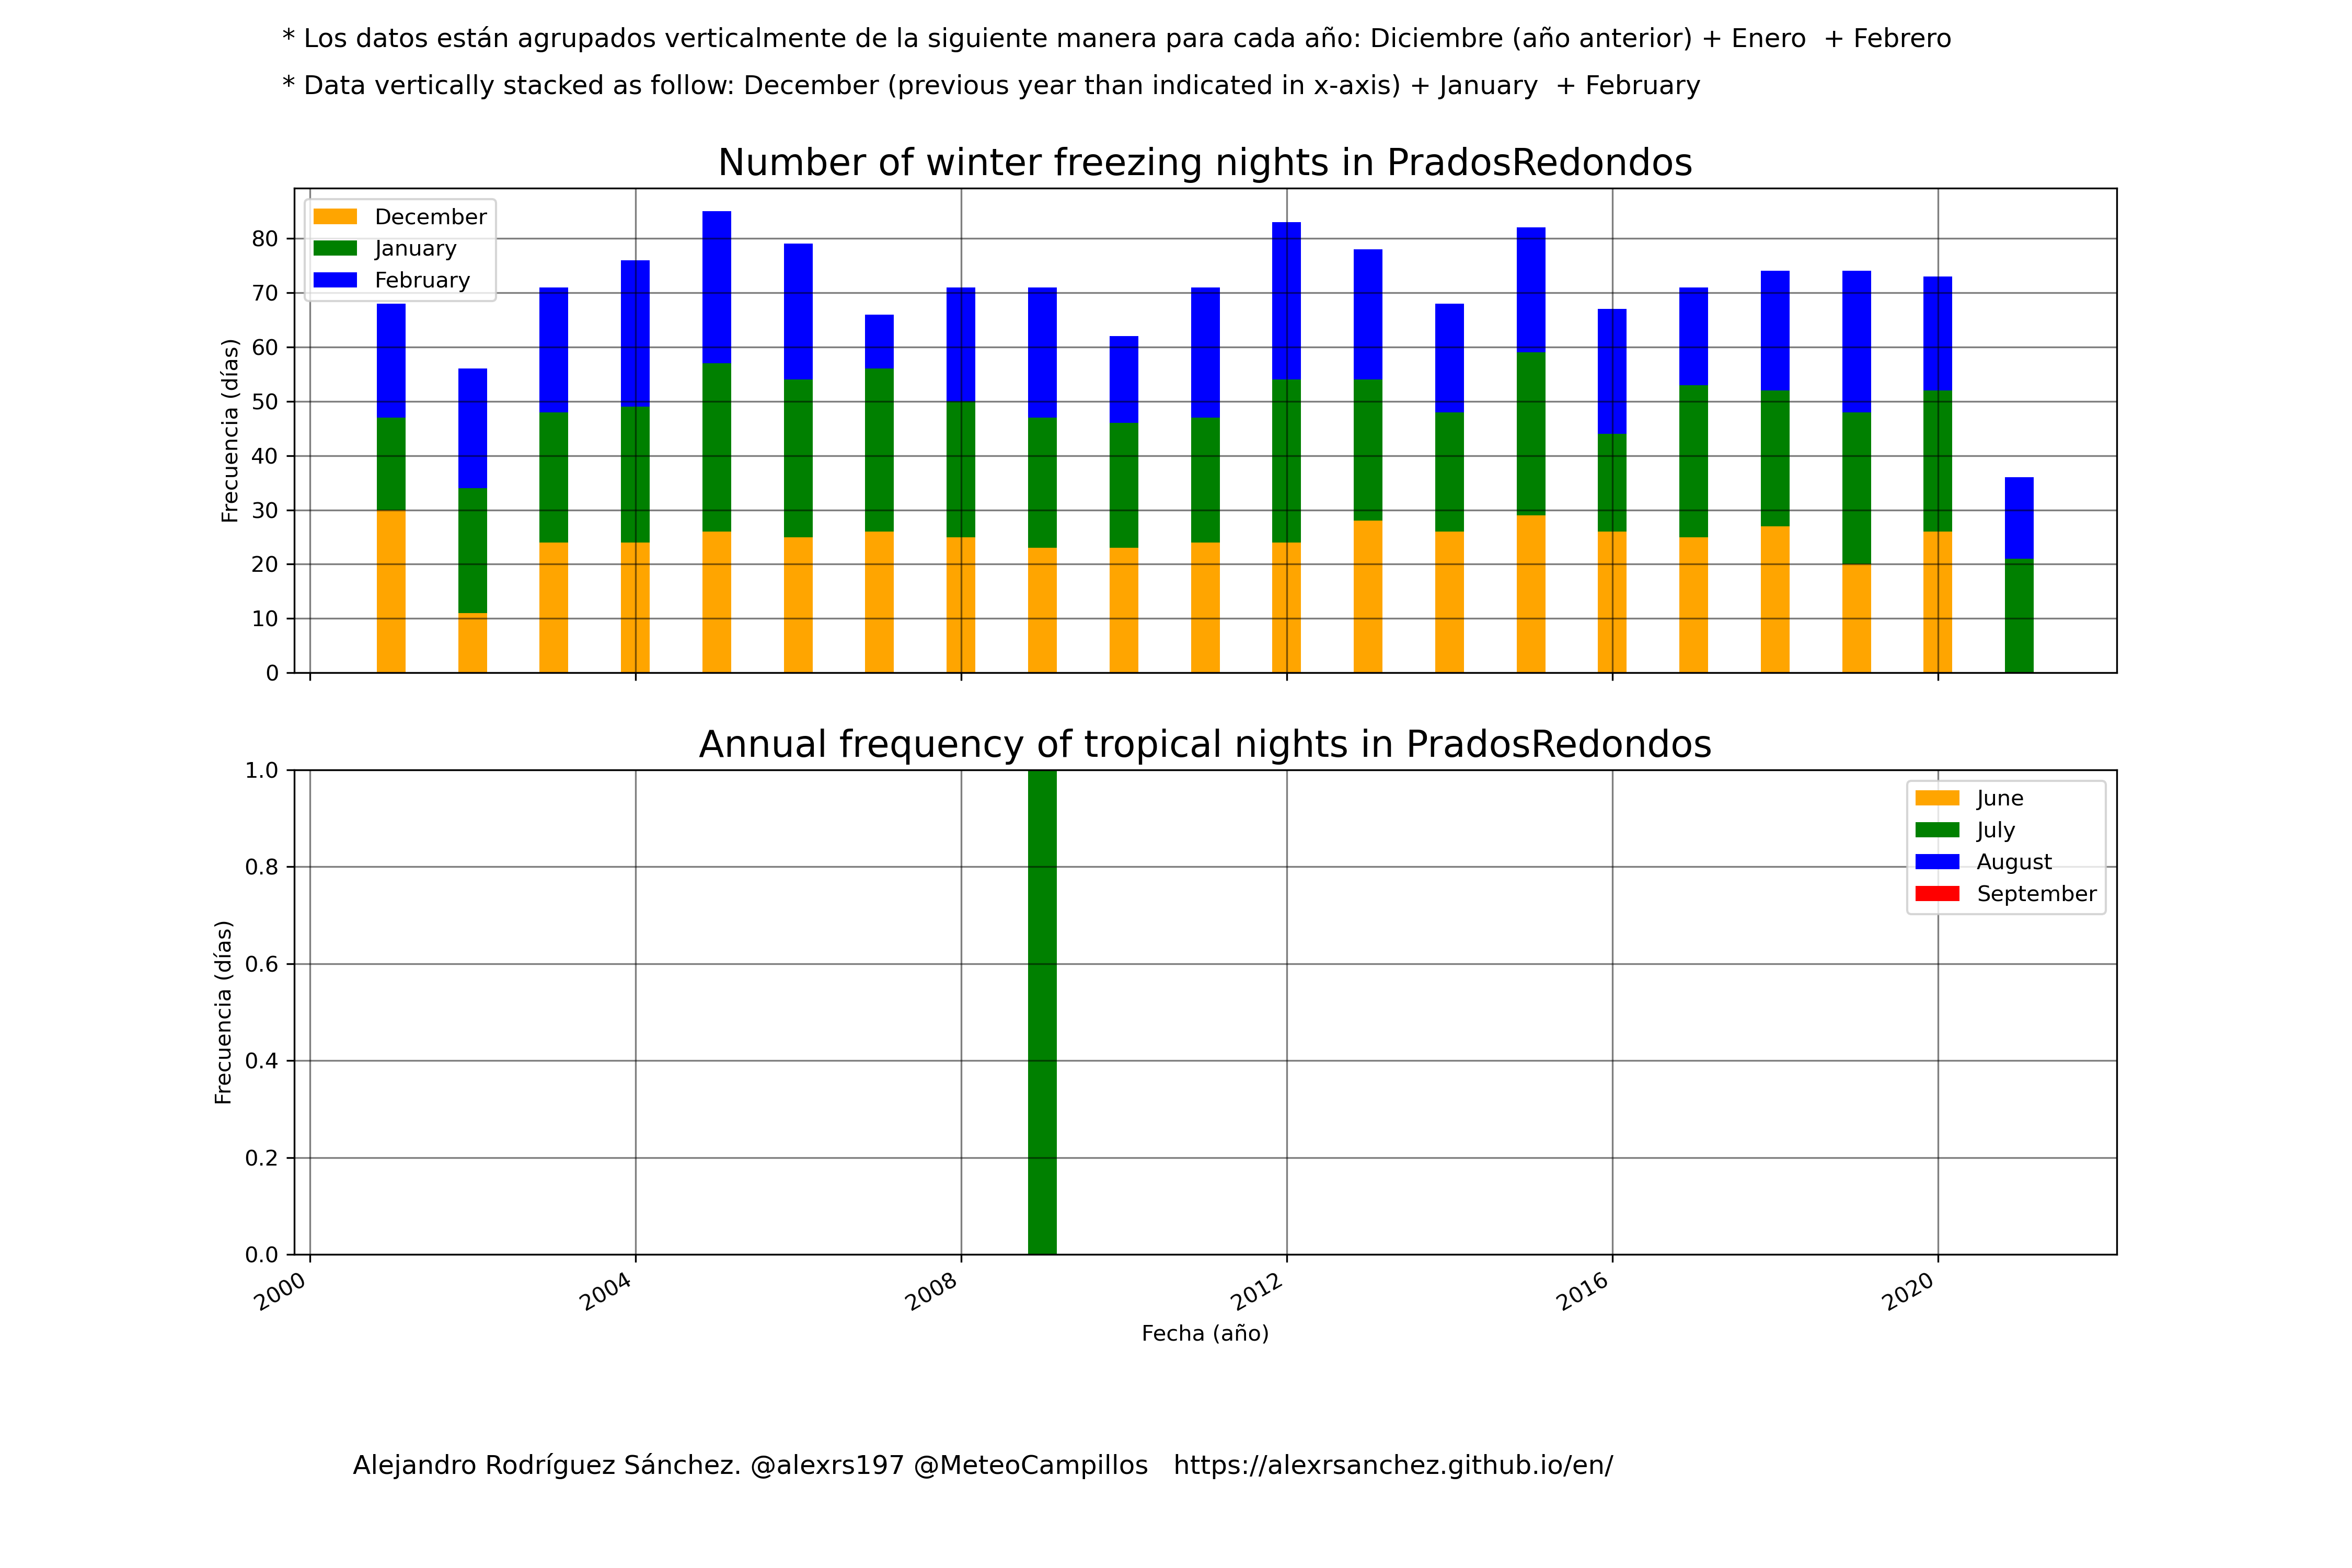 * Los datos están agrupados verticalmente de la siguiente manera para cada año: Diciembre (año anterior) + Enero  + Febrero
* Data vertically stacked as follow: December (previous year than indicated in x-axis) + January  + February
Number of winter freezing nights in PradosRedondos
December
January
February
Frecuencia (días)
80
70
60
50
40
30
20
10
0
Annual frequency of tropical nights in PradosRedondos
June
July
August
September
Frecuencia (días)
1.0
0.8
0.6
0.4
0.2
0.0
2000 2004 2008 2012 2016 2020
Fecha (año)
Alejandro Rodríguez Sánchez. @alexrs197 @MeteoCampillos   https://alexrsanchez.github.io/en/